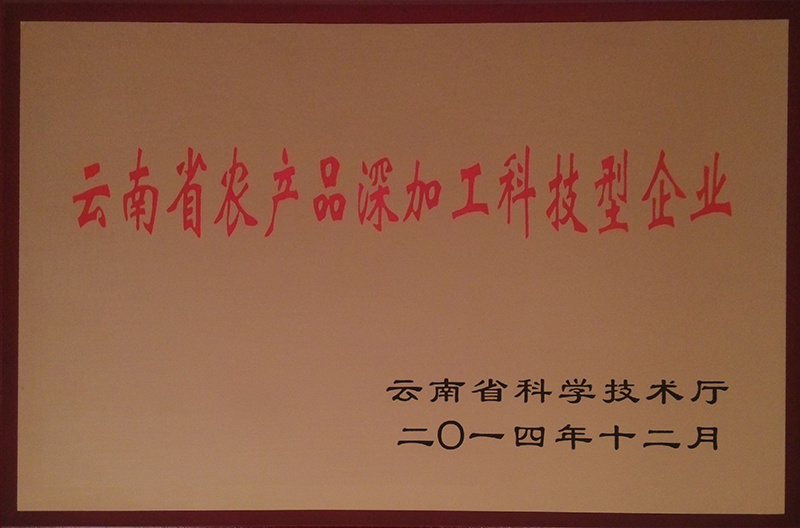 云南省农产品深加工科技型企业
云南省科学技术厅
二〇一四年十二月